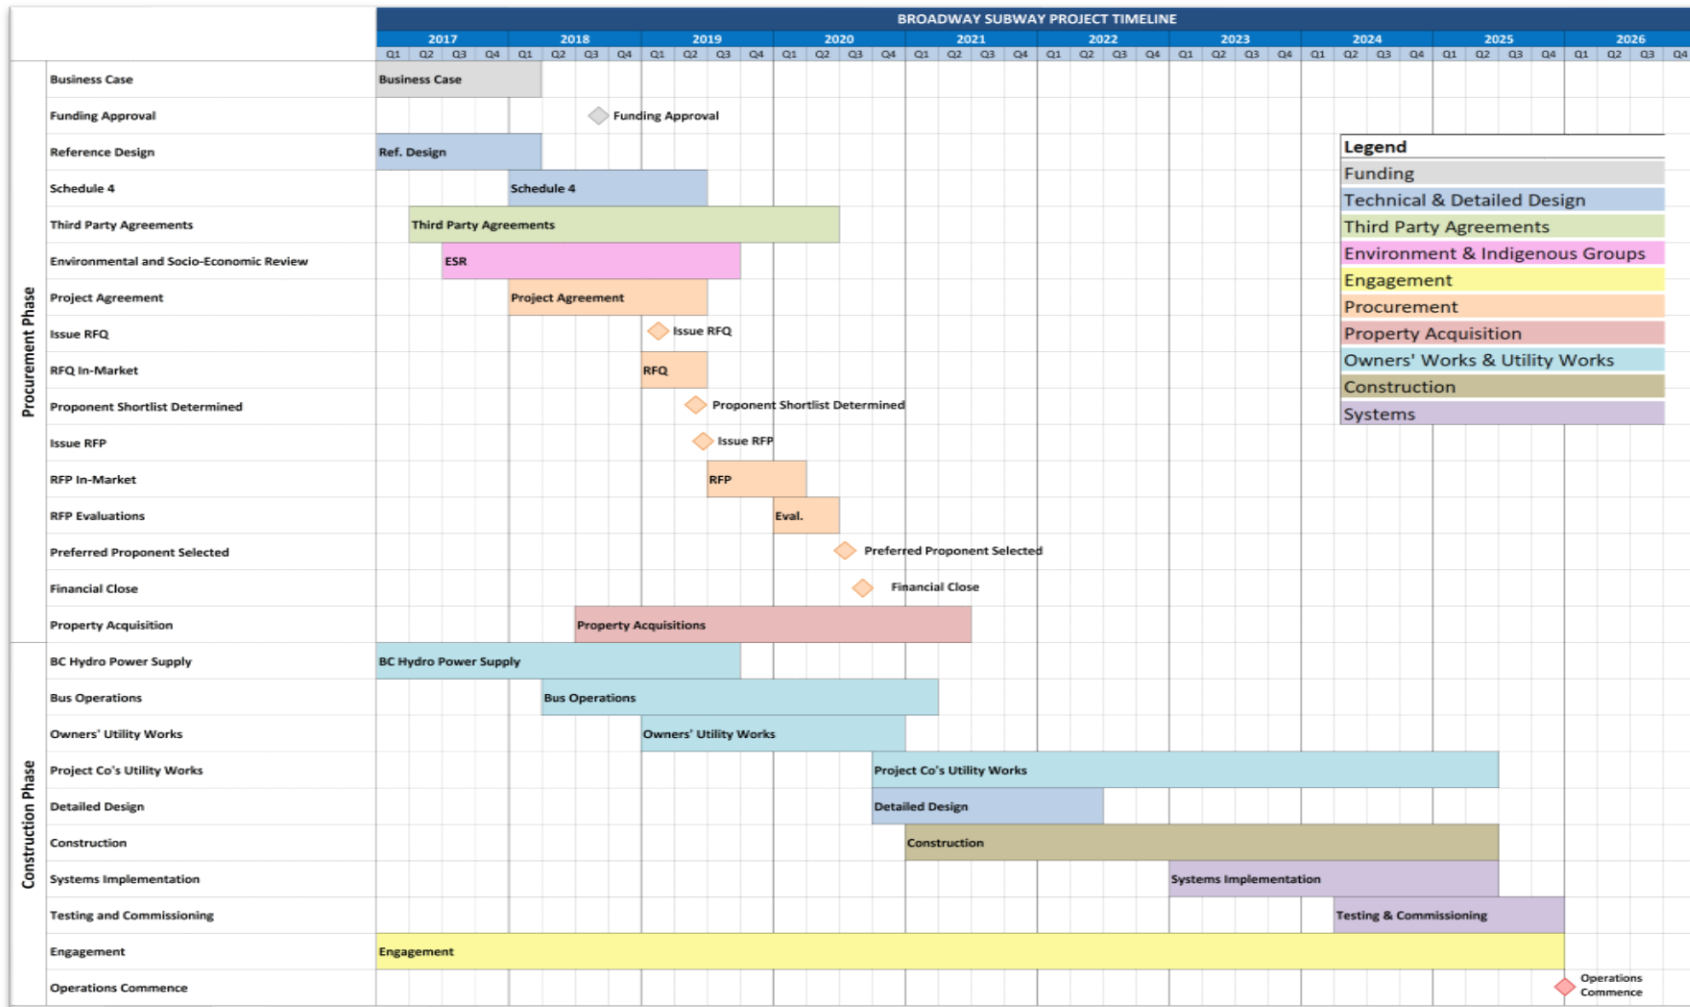 BROADWAY SUBWAY PROJECT TIMELINE
2017 2018 2019 2020 2021 2022 2023 2024 2025 2026
Q1 Q2 Q3 Q4 Q1 Q2 Q3 Q4 Q1 Q2 Q3 Q4 Q1 Q2 Q3 Q4 Q1 Q2 Q3 Q4 Q1 Q2 Q3 Q4 Q1 Q2 Q3 Q4 Q1 Q2 Q3 Q4 Q1 Q2 Q3 Q4 Q1 Q2 Q3 Q4
Procurement Phase
Business Case Business Case
Funding Approval Funding Approval
Reference Design Ref. Design
Schedule 4 Schedule 4
Third Party Agreements Third Party Agreements
Environmental and Socio-Economic Review ESR
Project Agreement Project Agreement
Issue RFQ Issue RFQ
RFQ In-Market RFQ
Proponent Shortlist Determined Proponent Shortlist Determined
Issue RFP Issue RFP
RFP In-Market RFP
RFP Evaluations Eval.
Preferred Proponent Selected Preferred Proponent Selected
Financial Close Financial Close
Property Acquisition Property Acquisitions
Legend
Funding
Technical & Detailed Design
Third Party Agreements
Environment & Indigenous Groups
Engagement
Procurement
Property Acquisition
Owners' Works & Utility Works
Construction
Systems
Construction Phase
BC Hydro Power Supply BC Hydro Power Supply
Bus Operations Bus Operations
Owners' Utility Works Owners' Utility Works
Project Co's Utility Works Project Co's Utility Works
Detailed Design Detailed Design
Construction Construction
Systems Implementation Systems Implementation
Testing and Commissioning Testing & Commissioning
Engagement Engagement
Operations Commence Operations
Commence